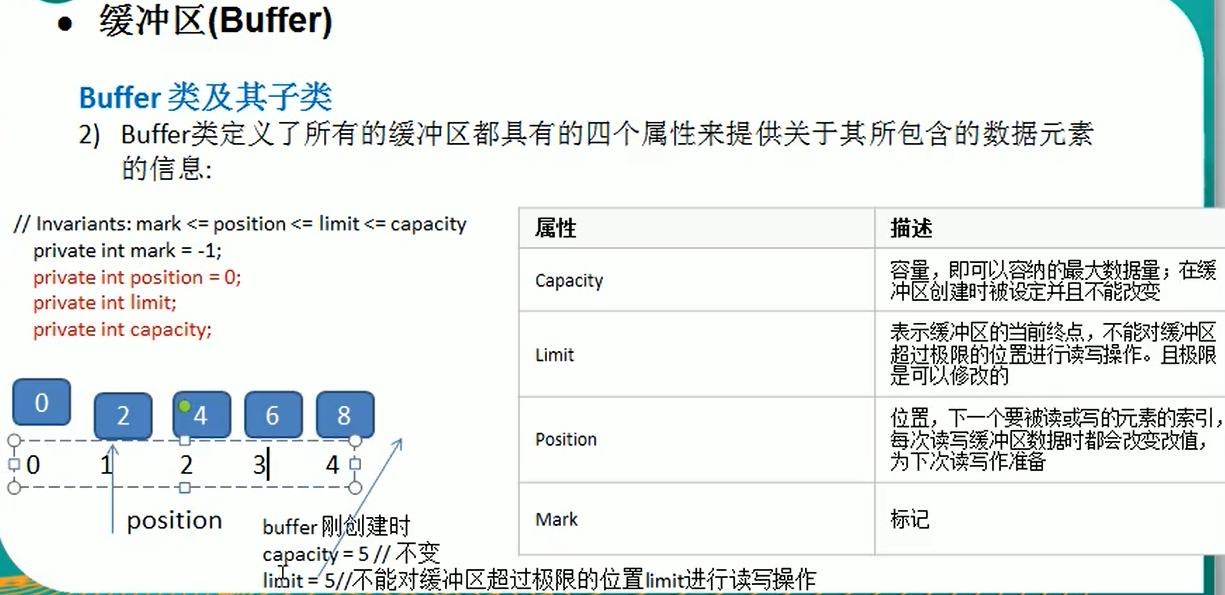 缓冲区(Buffer)
Buffer 类及其子类
2) Buffer类定义了所有的缓冲区都具有的四个属性来提供关于其所包含的数据元素
的信息:
// Invariants: mark <= position <= limit <= capacity
private int mark = -1;
private int position = 0;
private int limit;
private int capacity;
属性 描述
Capacity
容量，即可以容纳的最大数据量；在缓
冲区创建时被设定并且不能改变
Limit
表示缓冲区的当前终点，不能对缓冲区
超过极限的位置进行读写操作。且极限
是可以修改的
Position
位置，下一个要被读或写的元素的索引，
每次读写缓冲区数据时都会改变改值，
为下次读写作准备
Mark 标记
0 2 4 6 8
0 1 2 3 4
position
buffer 刚创建时
capacity = 5 // 不变
limit = 5//不能对缓冲区超过极限的位置limit进行读写操作